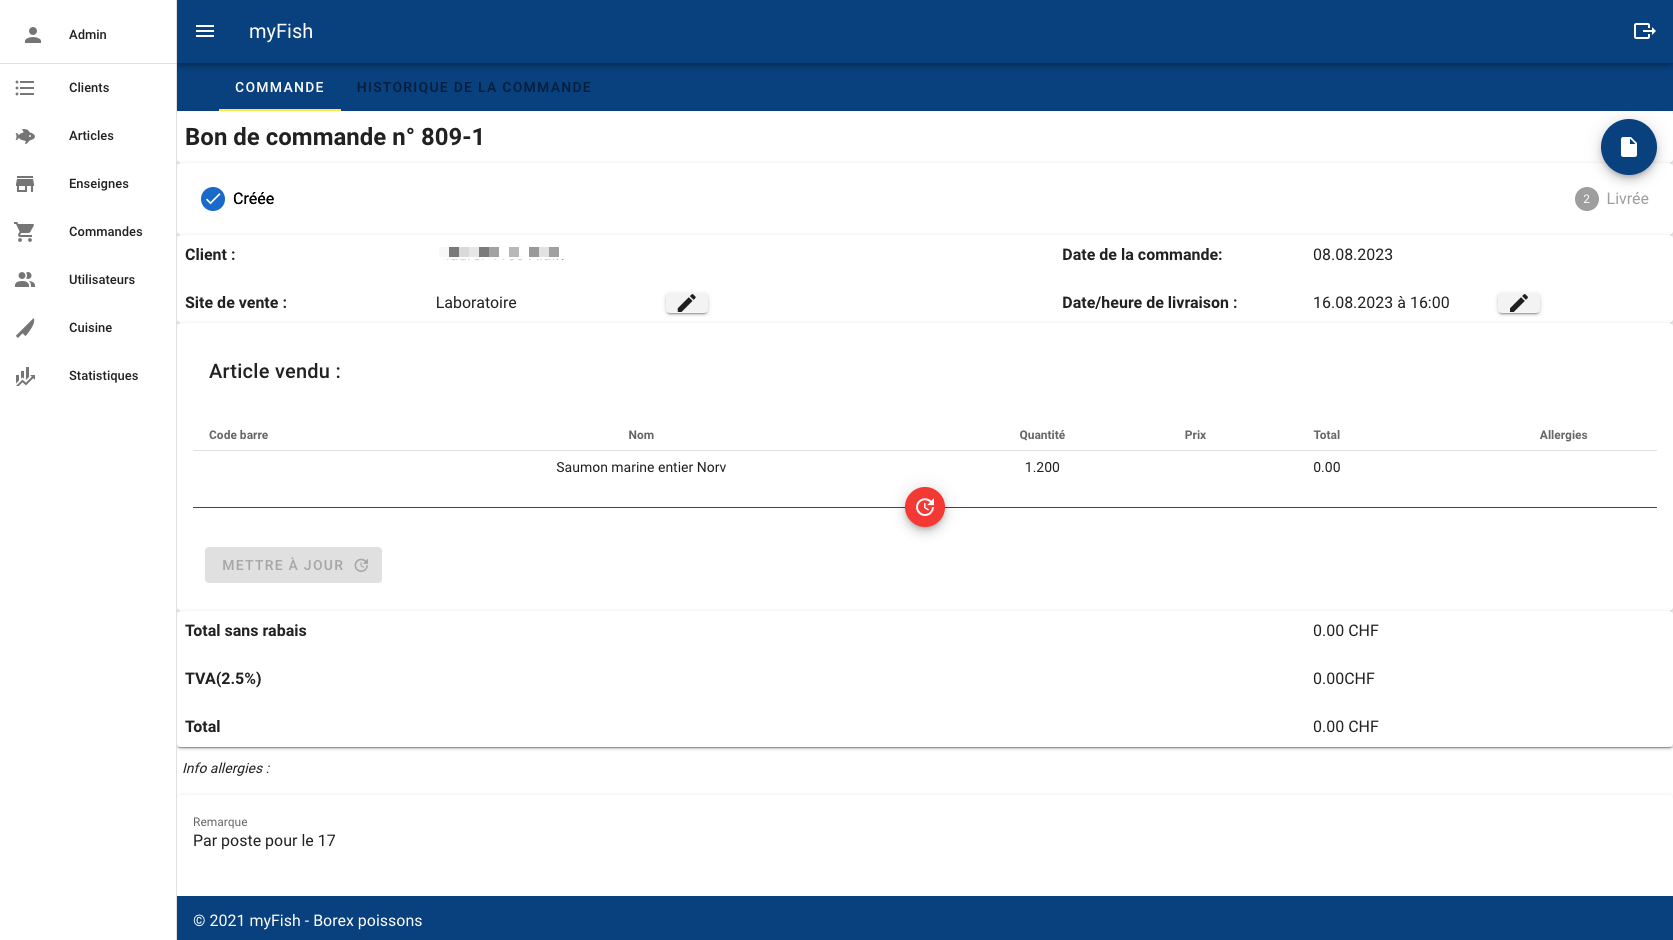 Admin
myFish
Clients
Articles
Enseignes
Commandes
Utilisateurs
Cuisine
Statistiques
COMMANDE HISTORIQUE DE LA COMMANDE
Bon de commande n° 809-1
Créée
2 Livrée
Client : Date de la commande: 08.08.2023
Site de vente : Laboratoire Date/heure de livraison : 16.08.2023 à 16:00
Article vendu :
Code barre Nom Quantité Prix Total Allergies
Saumon marine entier Norv 1.200 0.00
METTRE À JOUR
Total sans rabais 0.00 CHF
TVA(2.5%) 0.00CHF
Total 0.00 CHF
Info allergies :
Remarque
Par poste pour le 17
© 2021 myFish - Borex poissons